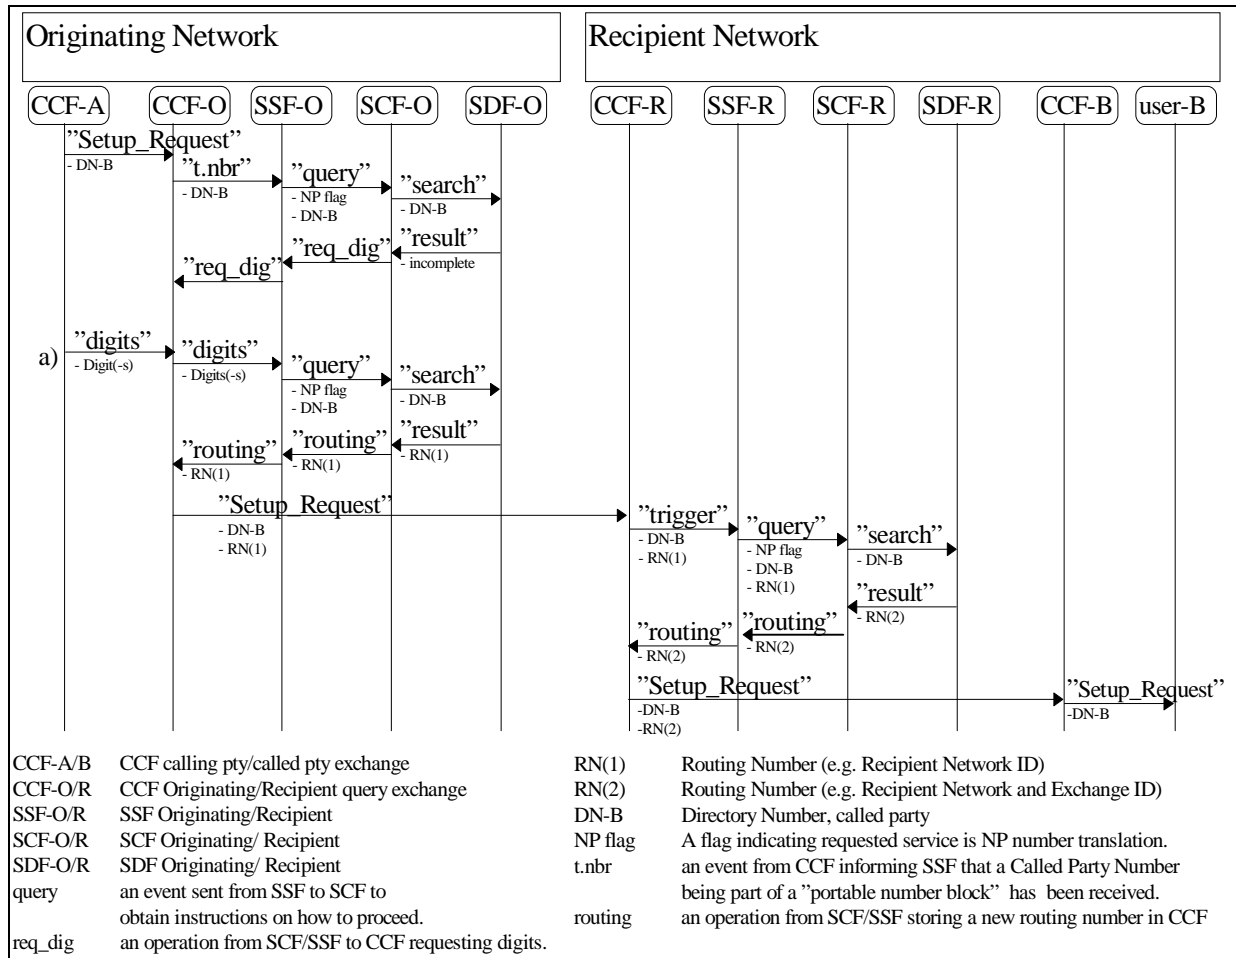 Originating Network
Recipient Network
CCF-A CCF-O SSF-O SCF-O SDF-O CCF-R SSF-R SCF-R SDF-R CCF-B user-B
”Setup_Request”
- DN-B
”t.nbr”
- DN-B
”query”
- NP flag
- DN-B
”search”
- DN-B
”result”
- incomplete
”req_dig”
”req_dig”
a)
”digits”
- Digit(-s)
”digits”
- Digits(-s)
”query”
- NP flag
- DN-B
”search”
- DN-B
”result”
- RN(1)
”routing”
- RN(1)
”routing”
- RN(1)
”Setup_Request”
- DN-B
- RN(1)
”trigger”
- DN-B
- RN(1)
”query”
- NP flag
- DN-B
- RN(1)
”search”
- DN-B
”result”
- RN(2)
”routing”
- RN(2)
”routing”
- RN(2)
”Setup_Request”
-DN-B
-RN(2)
”Setup_Request”
-DN-B
CCF-A/B CCF calling pty/called pty exchange
CCF-O/R CCF Originating/Recipient query exchange
SSF-O/R SSF Originating/Recipient
SCF-O/R SCF Originating/ Recipient
SDF-O/R SDF Originating/ Recipient
query an event sent from SSF to SCF to
obtain instructions on how to proceed.
req_dig an operation from SCF/SSF to CCF requesting digits.
RN(1) Routing Number (e.g. Recipient Network ID)
RN(2) Routing Number (e.g. Recipient Network and Exchange ID)
DN-B Directory Number, called party
NP flag A flag indicating requested service is NP number translation.
t.nbr an event from CCF informing SSF that a Called Party Number
being part of a ”portable number block” has been received.
routing an operation from SCF/SSF storing a new routing number in CCF